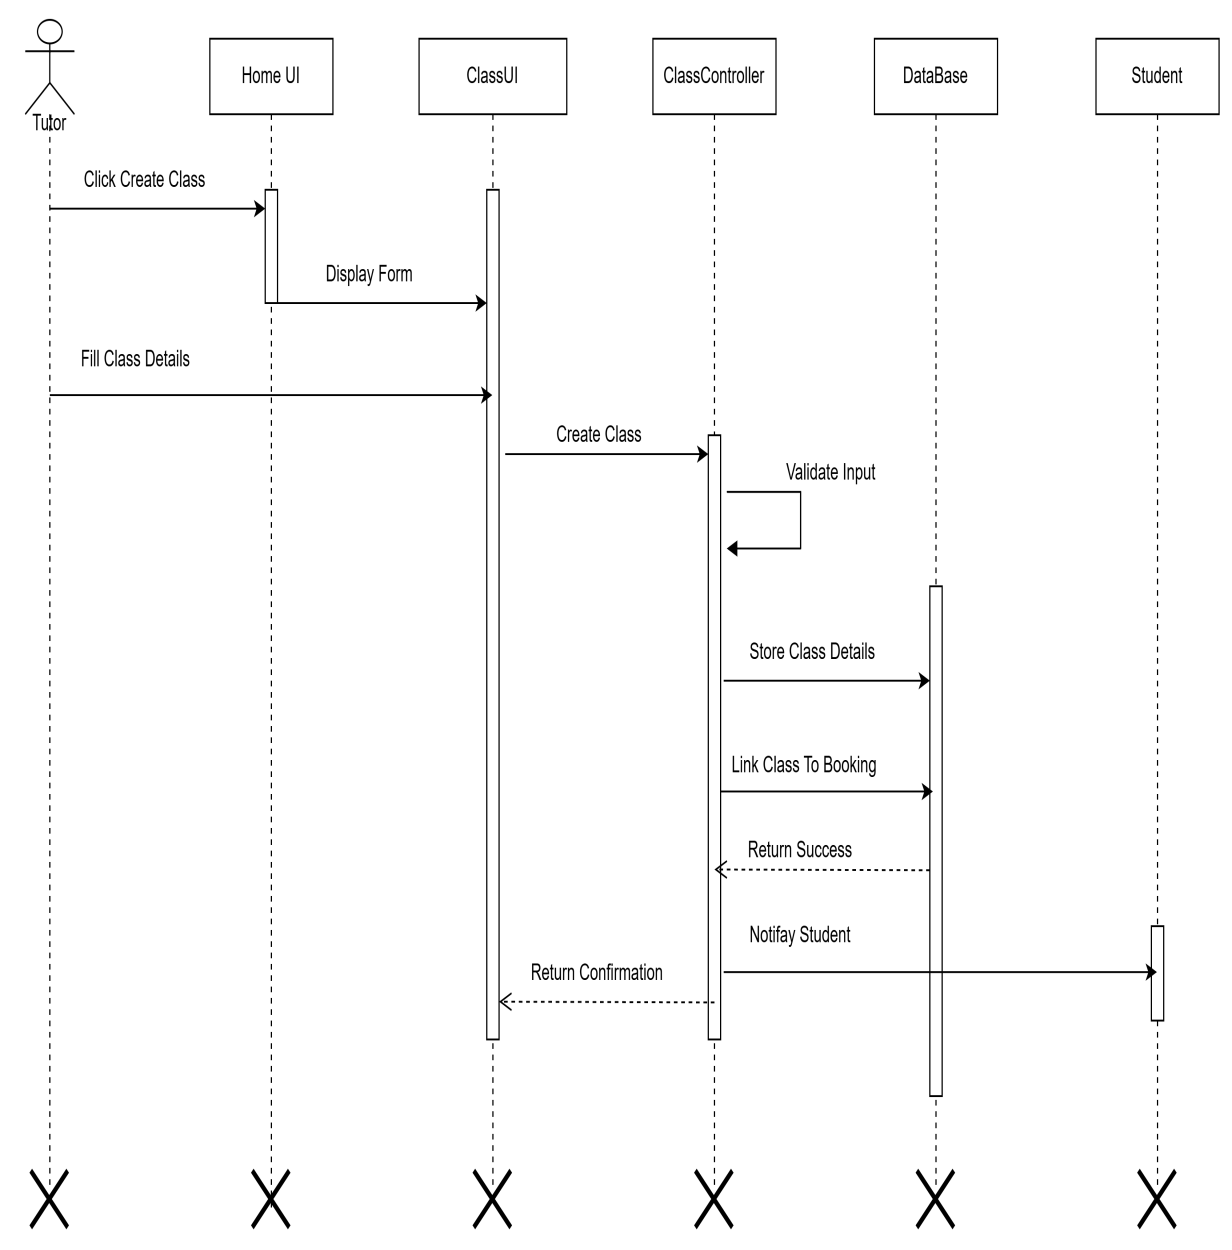 Tutor
Home UI
ClassUI
ClassController
DataBase
Student
Click Create Class
Display Form
Fill Class Details
Create Class
Validate Input
Store Class Details
Link Class To Booking
Return Success
Notifay Student
Return Confirmation